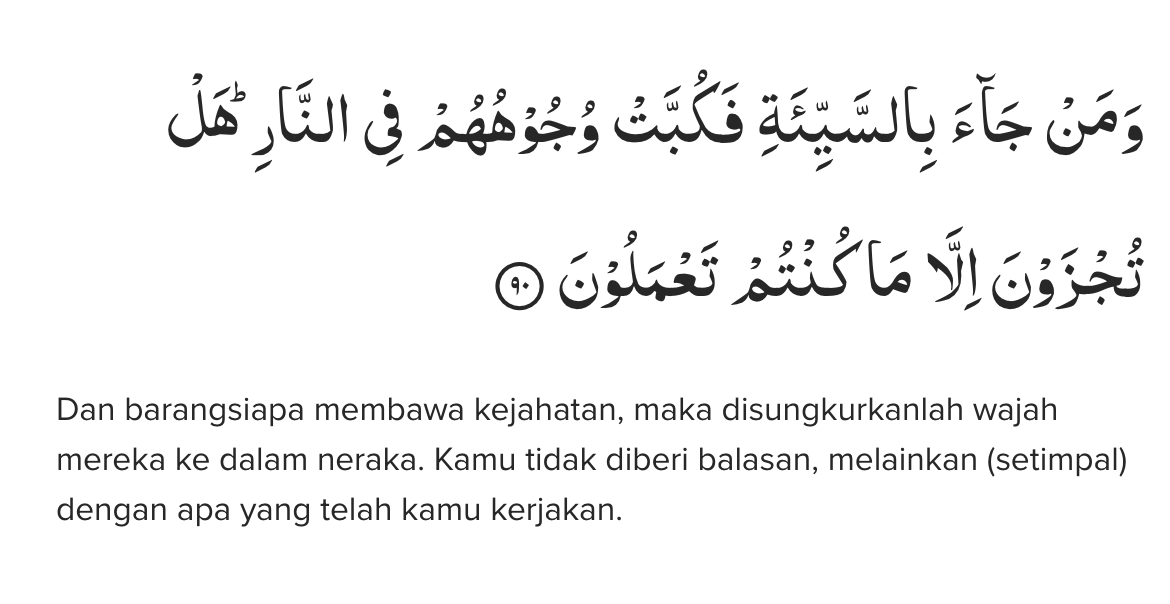 وَمَنْ جَاۤءَ بِالسَّيِّئَةِ فَكُبَّتْ وُجُوْهُهُمْ فِى النَّارِۗ هَلْ
تُجْزَوْنَ اِلَّا مَا كُنْتُمْ تَعْمَلُوْنَ ۝٩٠
Dan barangsiapa membawa kejahatan, maka disungkurkanlah wajah
mereka ke dalam neraka. Kamu tidak diberi balasan, melainkan (setimpal)
dengan apa yang telah kamu kerjakan.